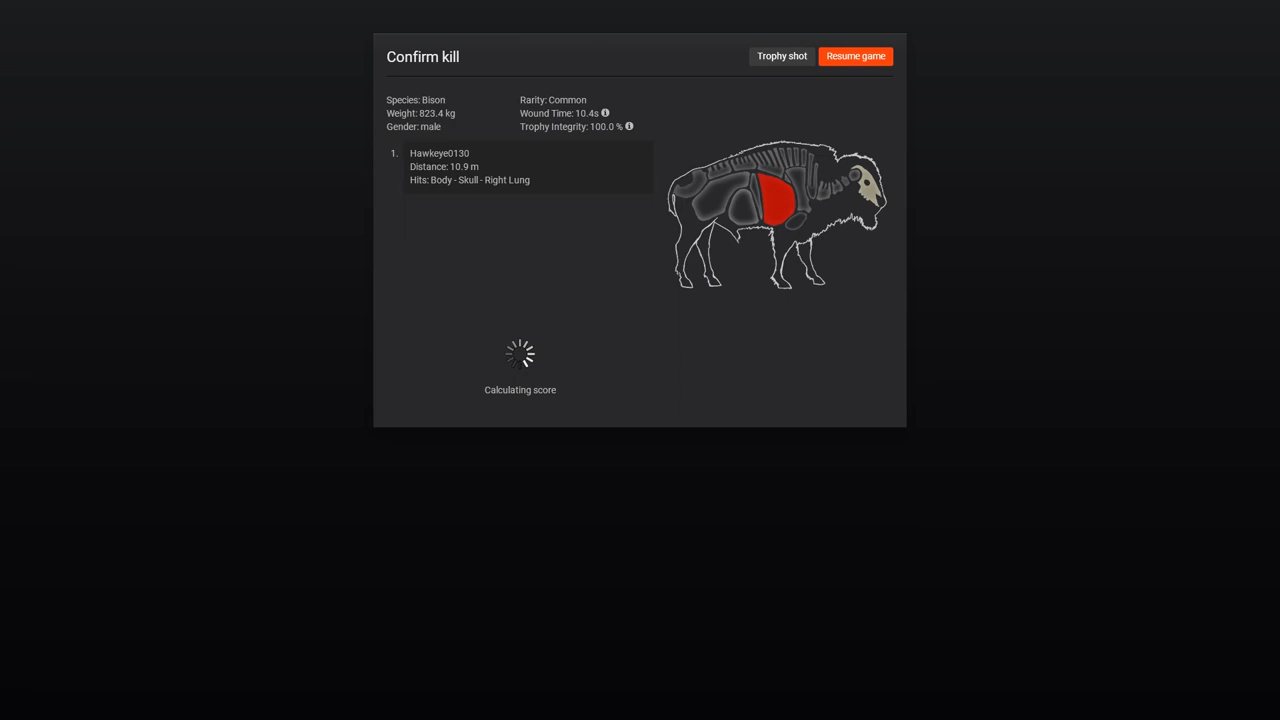 Confirm kill
Trophy shot
Resume game
Species: Bison
Rarity: Common
Weight: 823.4 kg
Wound Time: 10.4s
Gender: male
Trophy Integrity: 100.0 %
1. Hawkeye0130
Distance: 10.9 m
Hits: Body - Skull - Right Lung
Calculating score